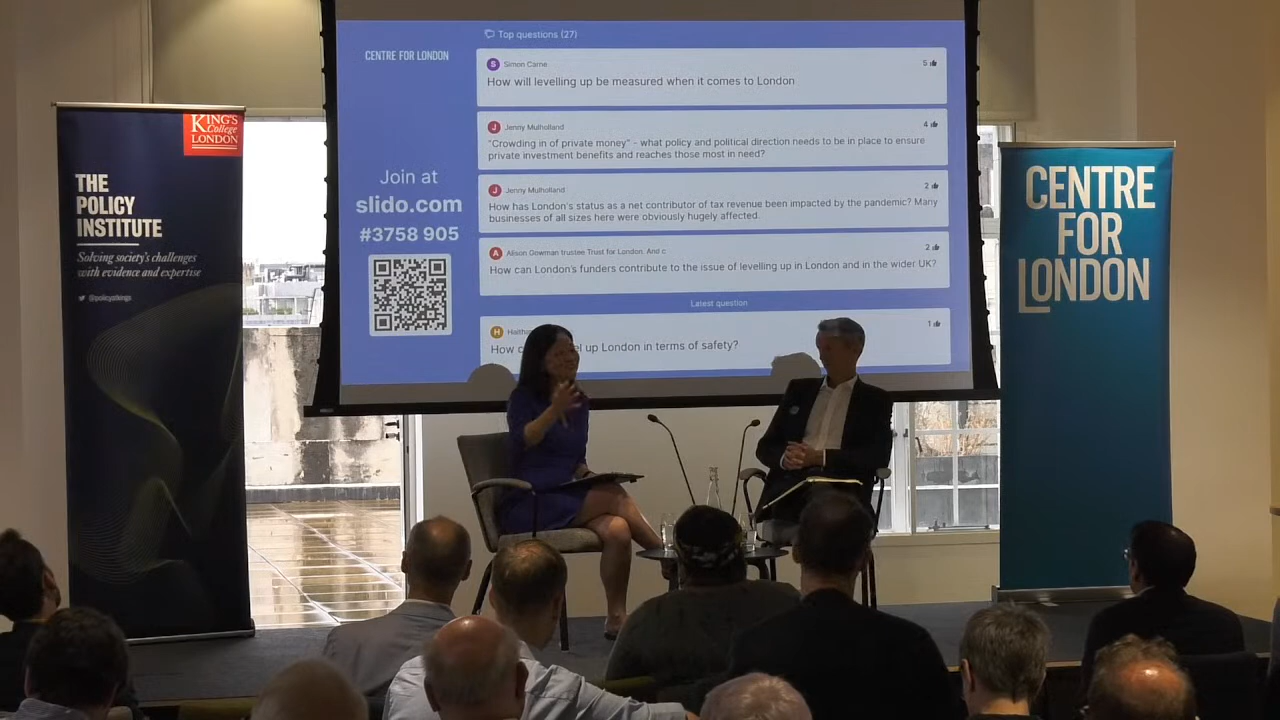 KING'S
College
LONDON
THE
POLICY
INSTITUTE
Solving society's challenges
with evidence and expertise
@policyatkings
CENTRE FOR LONDON
Join at
slido.com
#3758 905
Top questions (27)
S Simon Carne 5
How will levelling up be measured when it comes to London
J Jenny Mulholland 4
"Crowding in of private money" - what policy and political direction needs to be in place to ensure
private investment benefits and reaches those most in need?
J Jenny Mulholland 2
How has London's status as a net contributor of tax revenue been impacted by the pandemic? Many
businesses of all sizes here were obviously hugely affected.
A Alison Gowman trustee Trust for London. And c 2
How can London's funders contribute to the issue of levelling up in London and in the wider UK?
Latest question
H 1
How up London in terms of safety?
CENTRE
FOR
LONDON